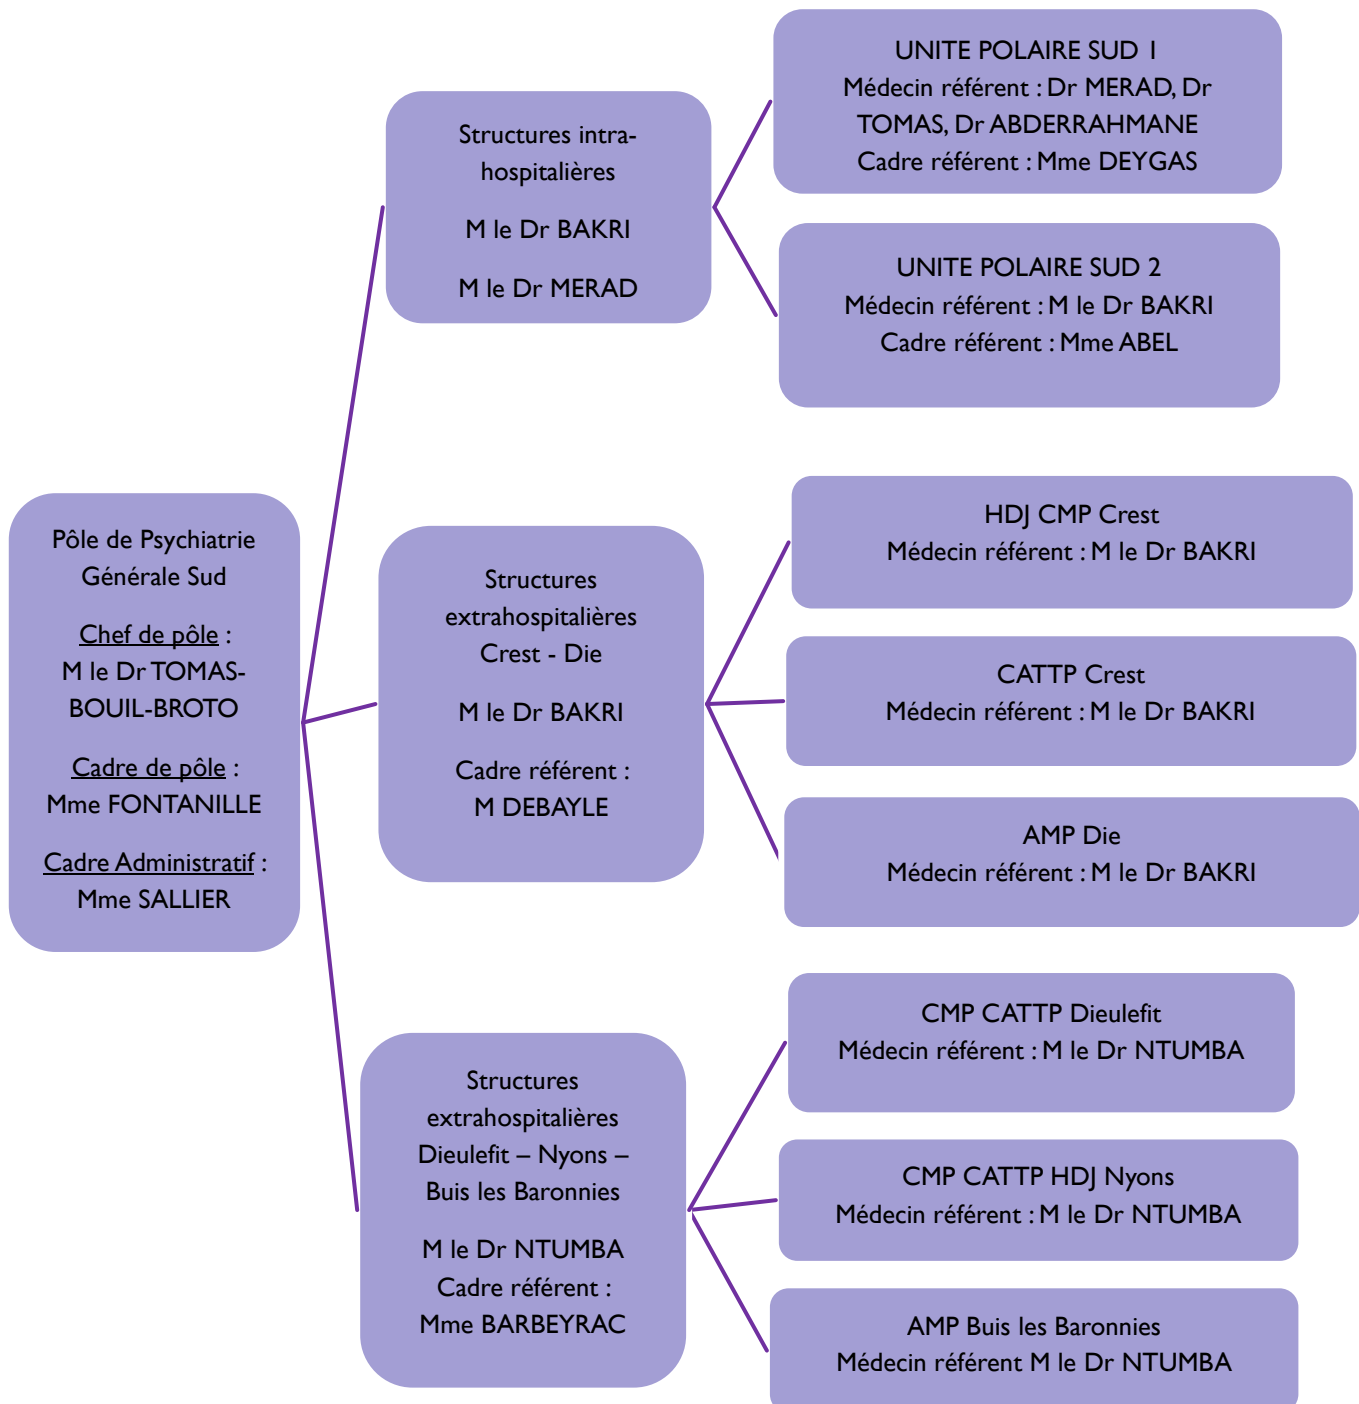 Pôle de Psychiatrie
Générale Sud
Chef de pôle :
M le Dr TOMAS-
BOUIL-BROTO
Cadre de pôle :
Mme FONTANILLE
Cadre Administratif :
Mme SALLIER
Structures intra-
hospitalières
M le Dr BAKRI
M le Dr MERAD
UNITE POLAIRE SUD 1
Médecin référent : Dr MERAD, Dr
TOMAS, Dr ABDERRAHMANE
Cadre référent : Mme DEYGAS
UNITE POLAIRE SUD 2
Médecin référent : M le Dr BAKRI
Cadre référent : Mme ABEL
Structures
extrahospitalières
Crest - Die
M le Dr BAKRI
Cadre référent :
M DEBAYLE
HDJ CMP Crest
Médecin référent : M le Dr BAKRI
CATTP Crest
Médecin référent : M le Dr BAKRI
AMP Die
Médecin référent : M le Dr BAKRI
Structures
extrahospitalières
Dieulefit – Nyons –
Buis les Baronnies
M le Dr NTUMBA
Cadre référent :
Mme BARBEYRAC
CMP CATTP Dieulefit
Médecin référent : M le Dr NTUMBA
CMP CATTP HDJ Nyons
Médecin référent : M le Dr NTUMBA
AMP Buis les Baronnies
Médecin référent M le Dr NTUMBA